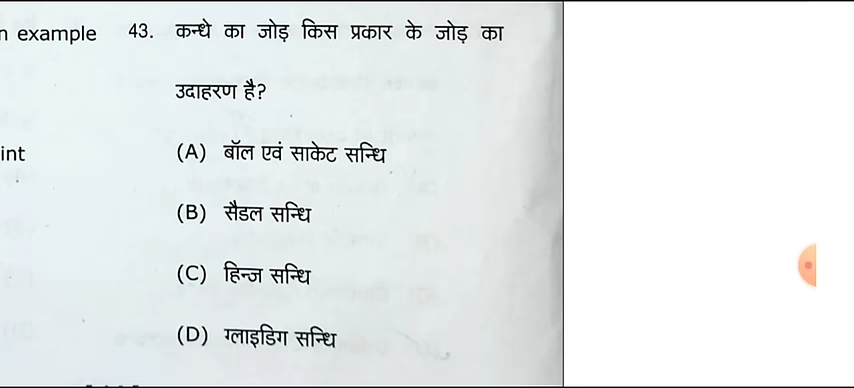 n example 43. कन्धे का जोड़ किस प्रकार के जोड़ का
उदाहरण है?
int (A) बॉल एवं साकेट सन्धि
(B) सैडल सन्धि
(C) हिन्ज सन्धि
(D) ग्लाइडिग सन्धि